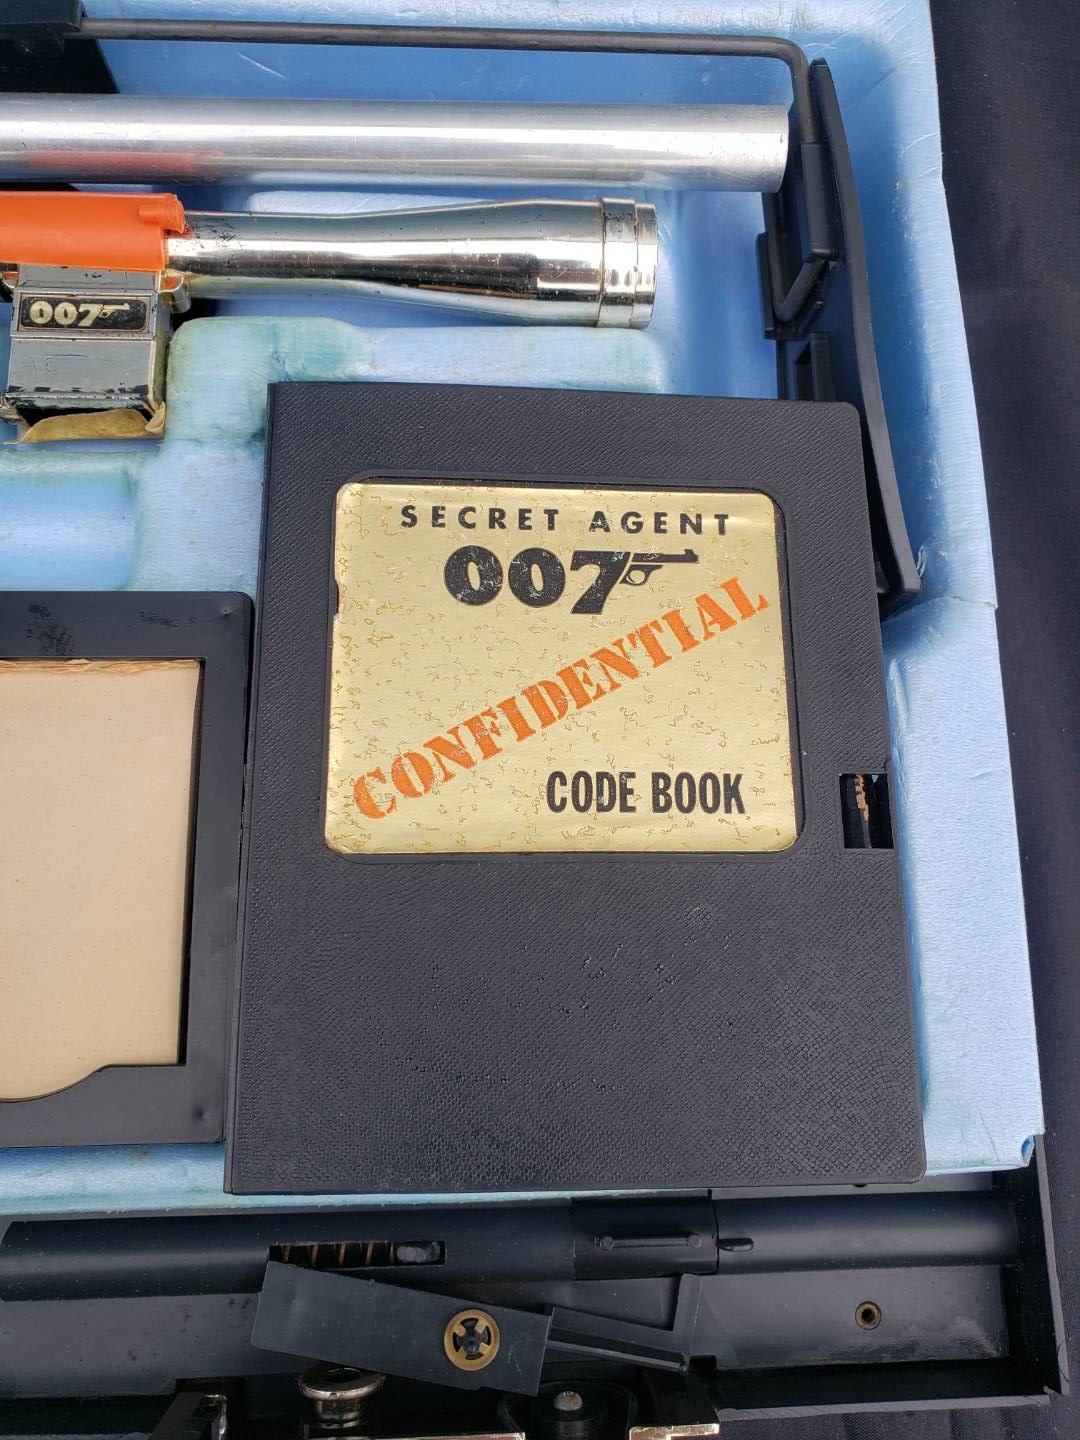 007
SECRET AGENT
007
CONFIDENTIAL
CODE BOOK